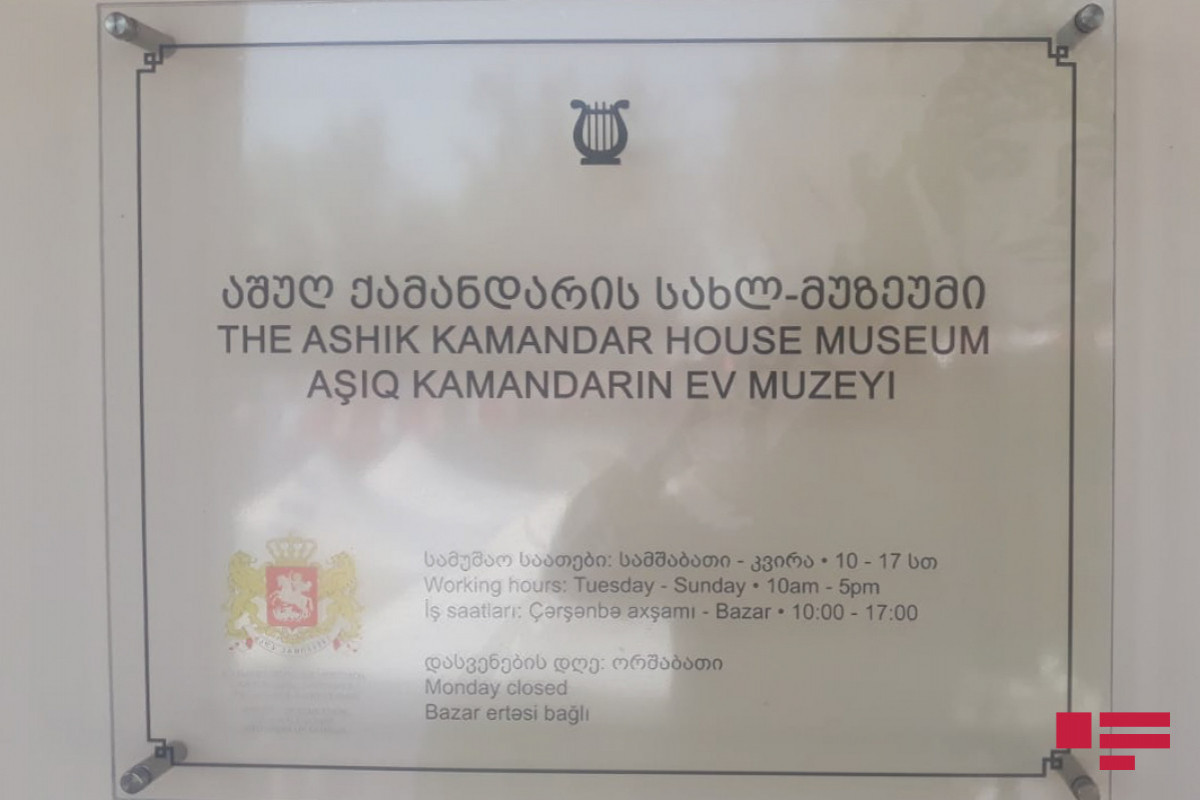 აშუღ ქამანდარის სახლ-მუზეუმი
THE ASHIK KAMANDAR HOUSE MUSEUM
AŞIQ KAMANDARIN EV MUZEYI
სამუშაო საათები: სამშაბათი - კვირა • 10 - 17 სთ
Working hours: Tuesday - Sunday • 10am - 5pm
İş saatları: Çərşənbə axşamı - Bazar • 10:00 - 17:00
დასვენების დღე: ორშაბათი
Monday closed
Bazar ertəsi bağlı